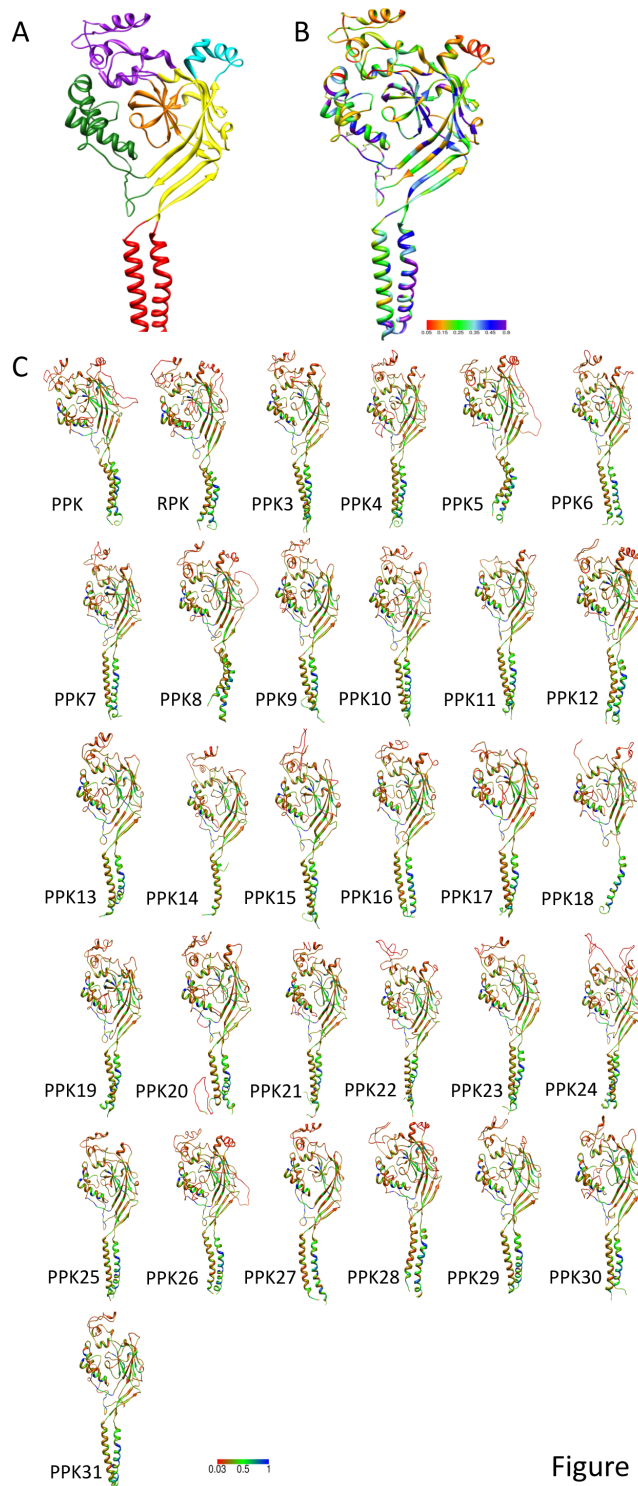 A B
0.05 0.15 0.25 0.35 0.45 0.8
C
PPK RPK PPK3 PPK4 PPK5 PPK6
PPK7 PPK8 PPK9 PPK10 PPK11 PPK12
PPK13 PPK14 PPK15 PPK16 PPK17 PPK18
PPK19 PPK20 PPK21 PPK22 PPK23 PPK24
PPK25 PPK26 PPK27 PPK28 PPK29 PPK30
PPK31
0.03 0.5 1
Figure